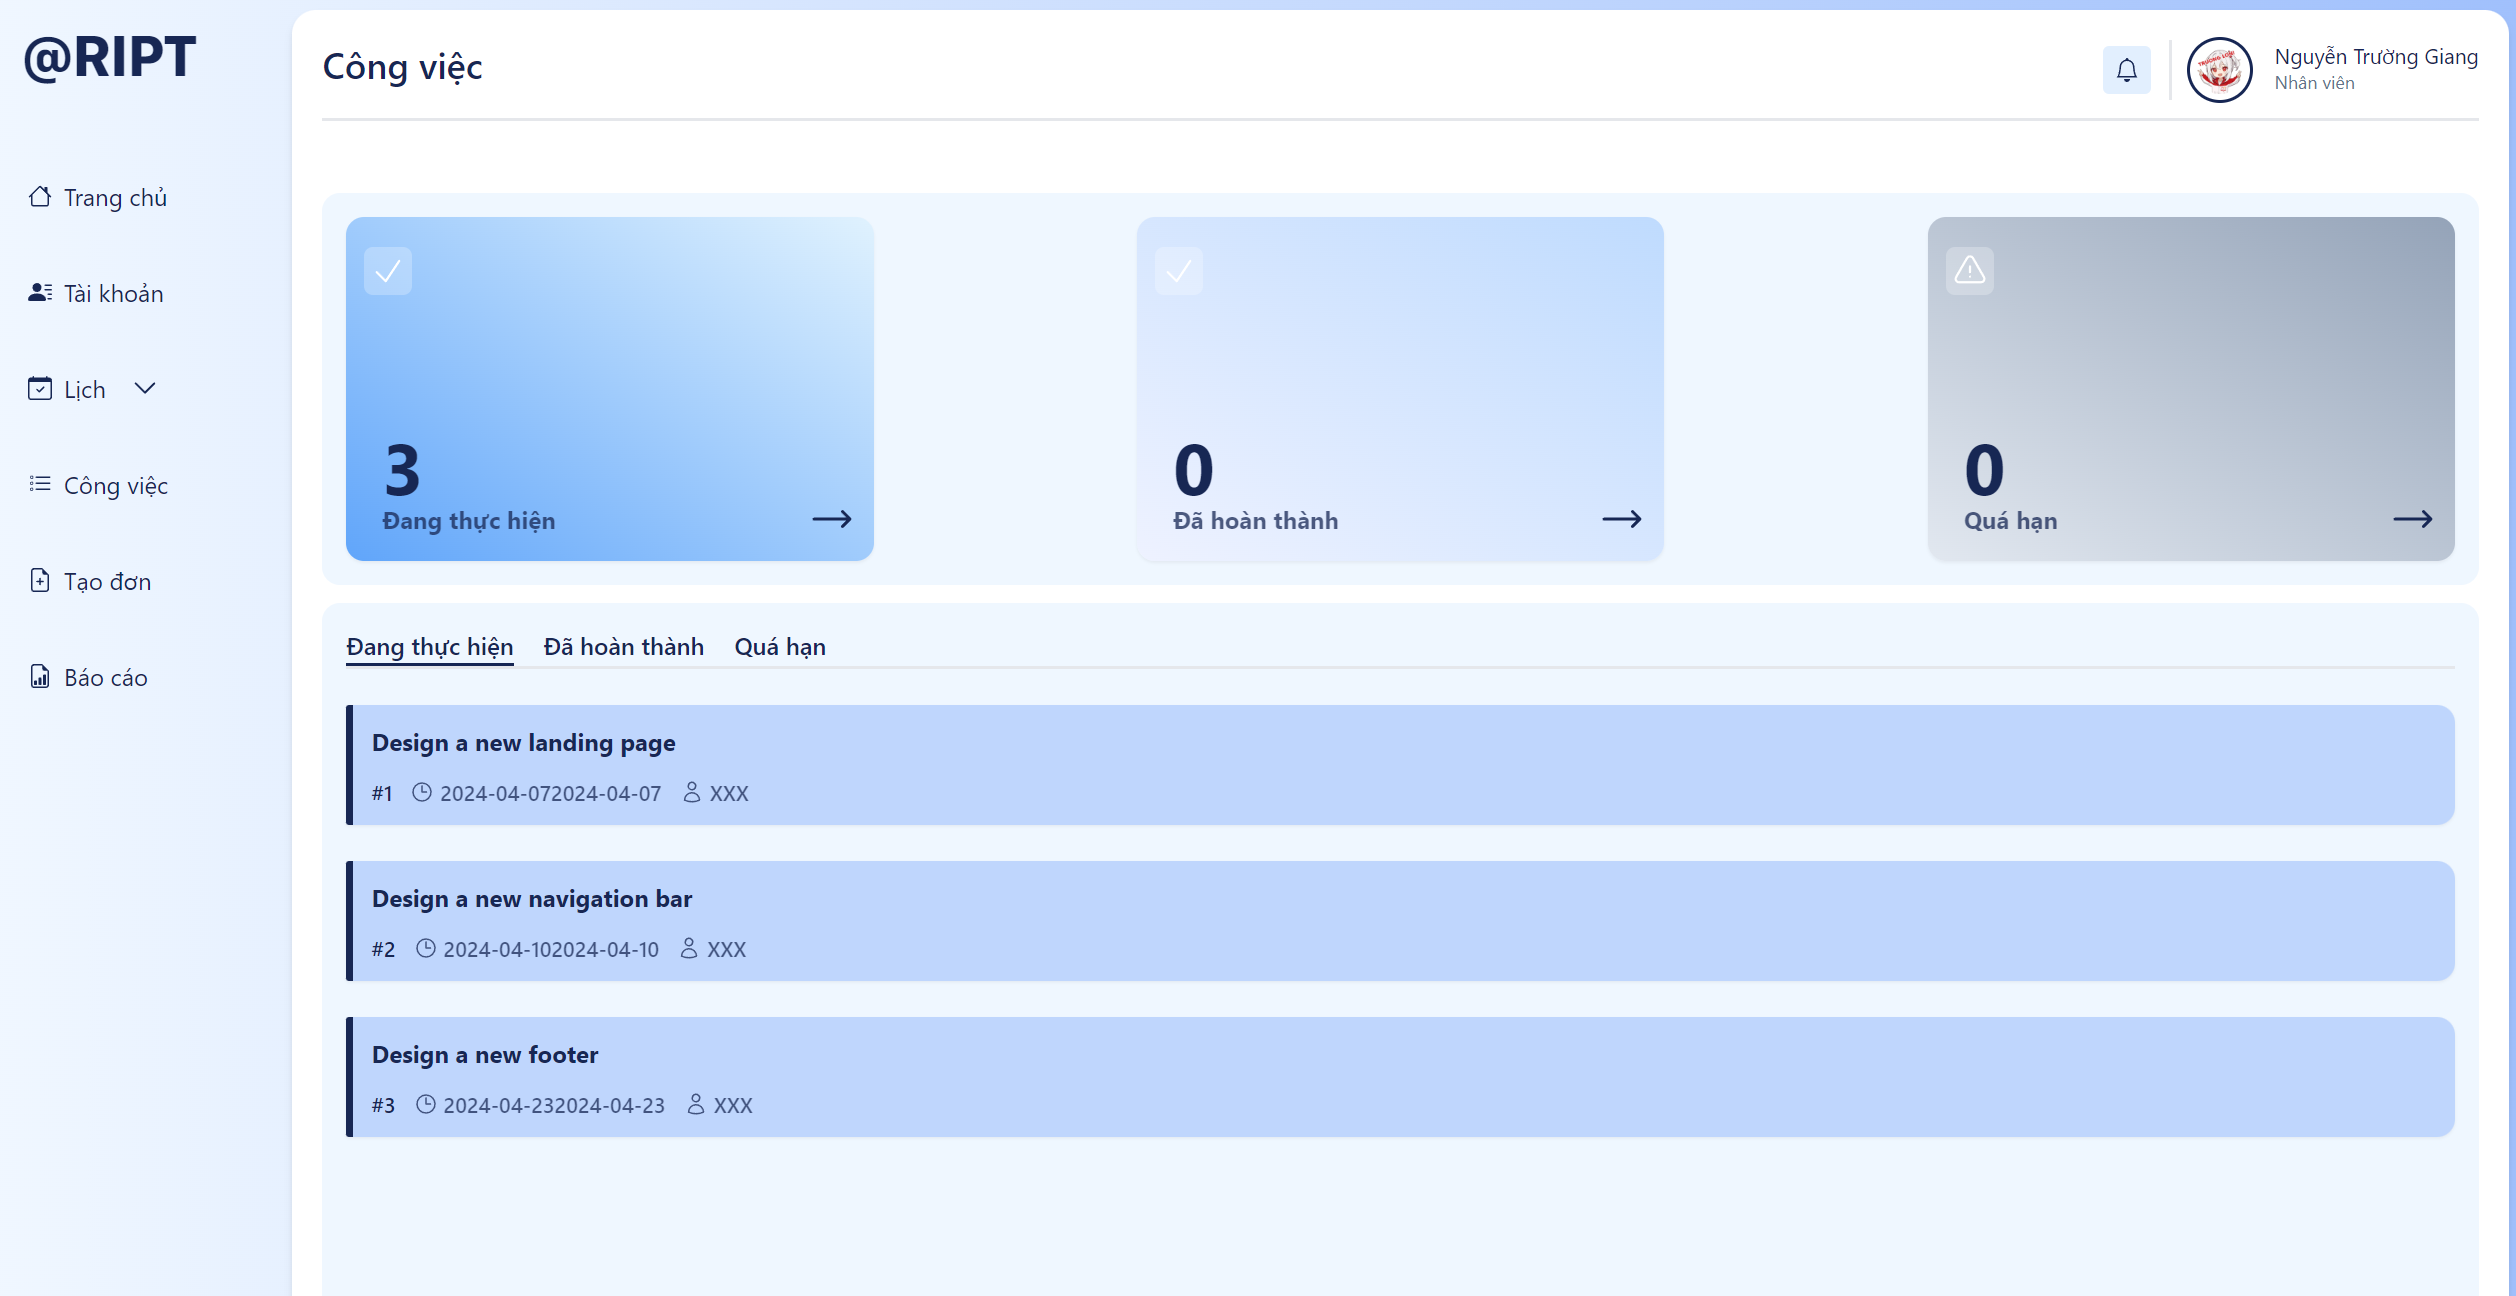 @RIPT
Công việc
Nguyễn Trường Giang
Nhân viên
Trang chủ
Tài khoản
Lịch
Công việc
Tạo đơn
Báo cáo
3
Đang thực hiện
0
Đã hoàn thành
0
Quá hạn
Đang thực hiện Đã hoàn thành Quá hạn
Design a new landing page
#1 2024-04-072024-04-07 XXX
Design a new navigation bar
#2 2024-04-102024-04-10 XXX
Design a new footer
#3 2024-04-232024-04-23 XXX